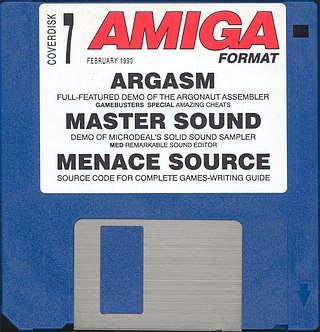 COVERDISK 7
AMIGA
FORMAT
FEBRUARY 1990
ARGASM
FULL-FEATURED DEMO OF THE ARGONAUT ASSEMBLER
GAMEBUSTERS SPECIAL AMAZING CHEATS
MASTER SOUND
DEMO OF MICRODEAL'S SOLID SOUND SAMPLER
MED REMARKABLE SOUND EDITOR
MENACE SOURCE
SOURCE CODE FOR COMPLETE GAMES-WRITING GUIDE